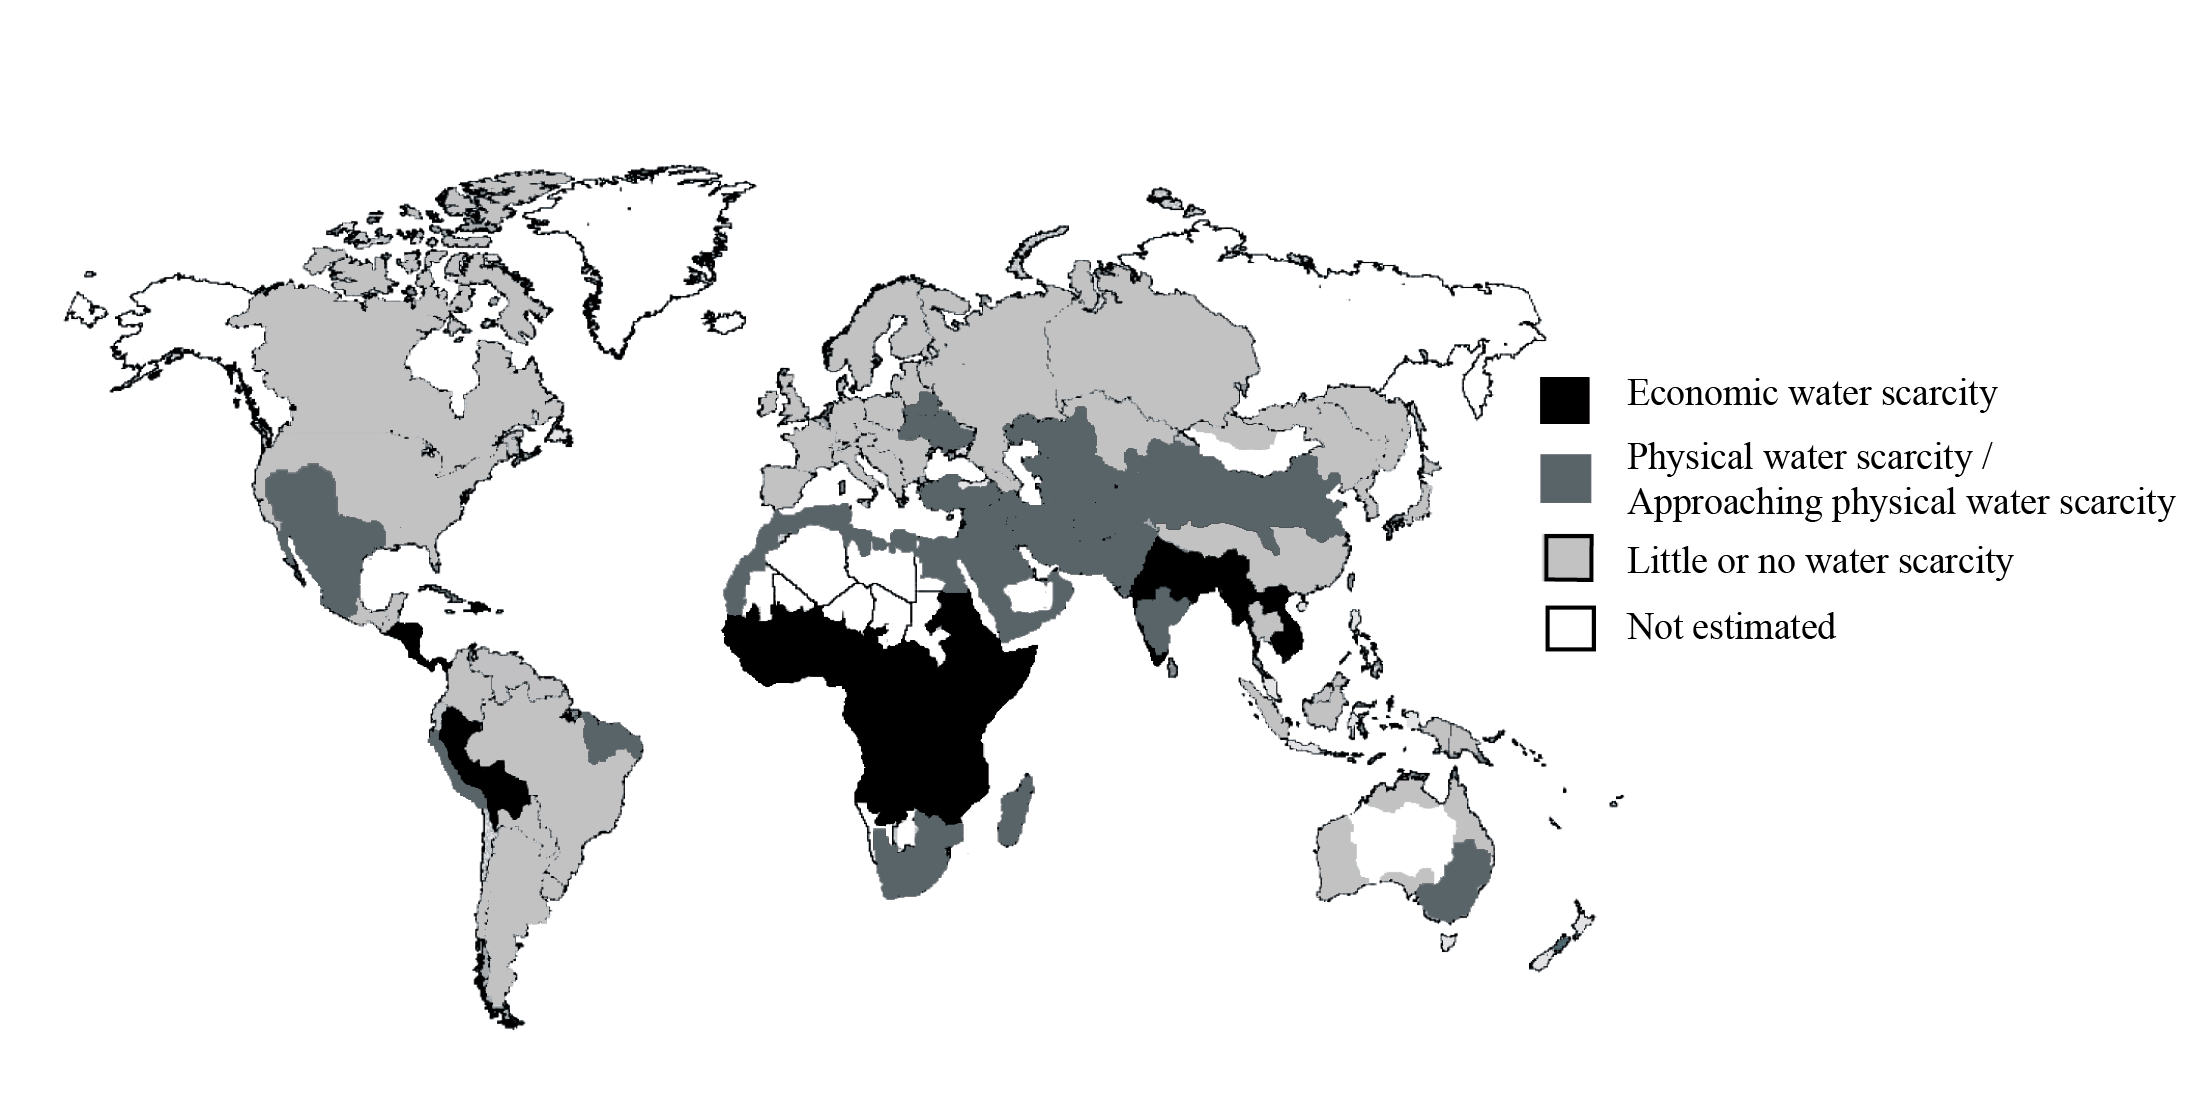 Economic water scarcity
Physical water scarcity /
Approaching physical water scarcity
Little or no water scarcity
Not estimated